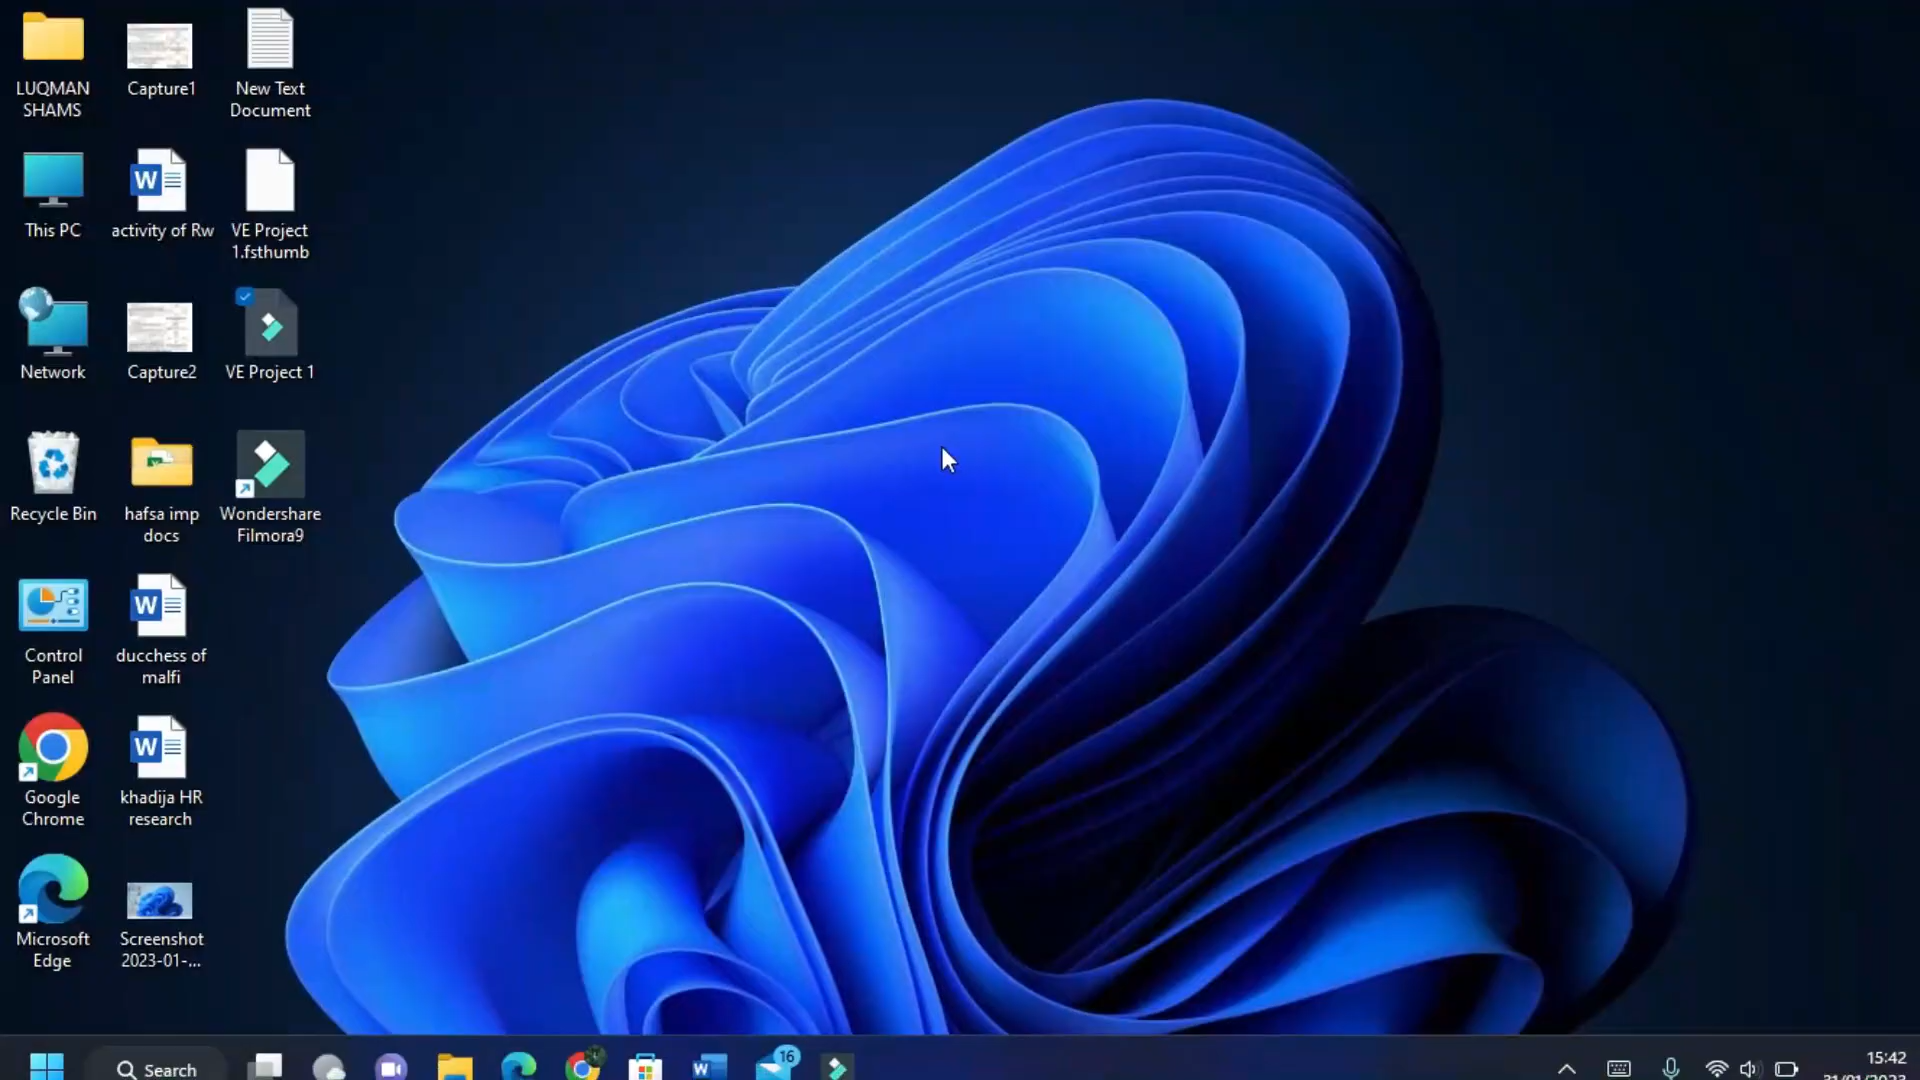 LUQMAN
SHAMS
Capture1
New Text
Document
This PC
activity of Rw
VE Project
1.fsthumb
Network
Capture2
VE Project 1
Recycle Bin
hafsa imp
docs
Wondershare
Filmora9
Control
Panel
ducchess of
malfi
Google
Chrome
khadija HR
research
Microsoft
Edge
Screenshot
2023-01-...
Search
16
15:42
31/01/2023